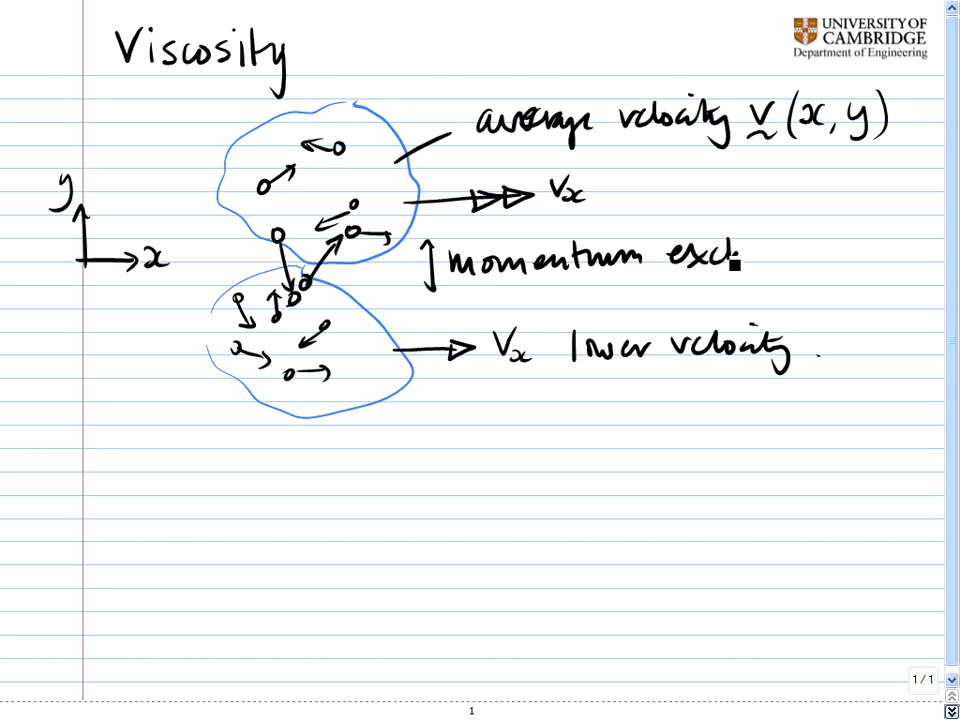 Viscosity
UNIVERSITY OF
CAMBRIDGE
Department of Engineering
average velocity v (x, y)
y
Vx
x
momentum exch
Vx lower velocity.
1 / 1
1